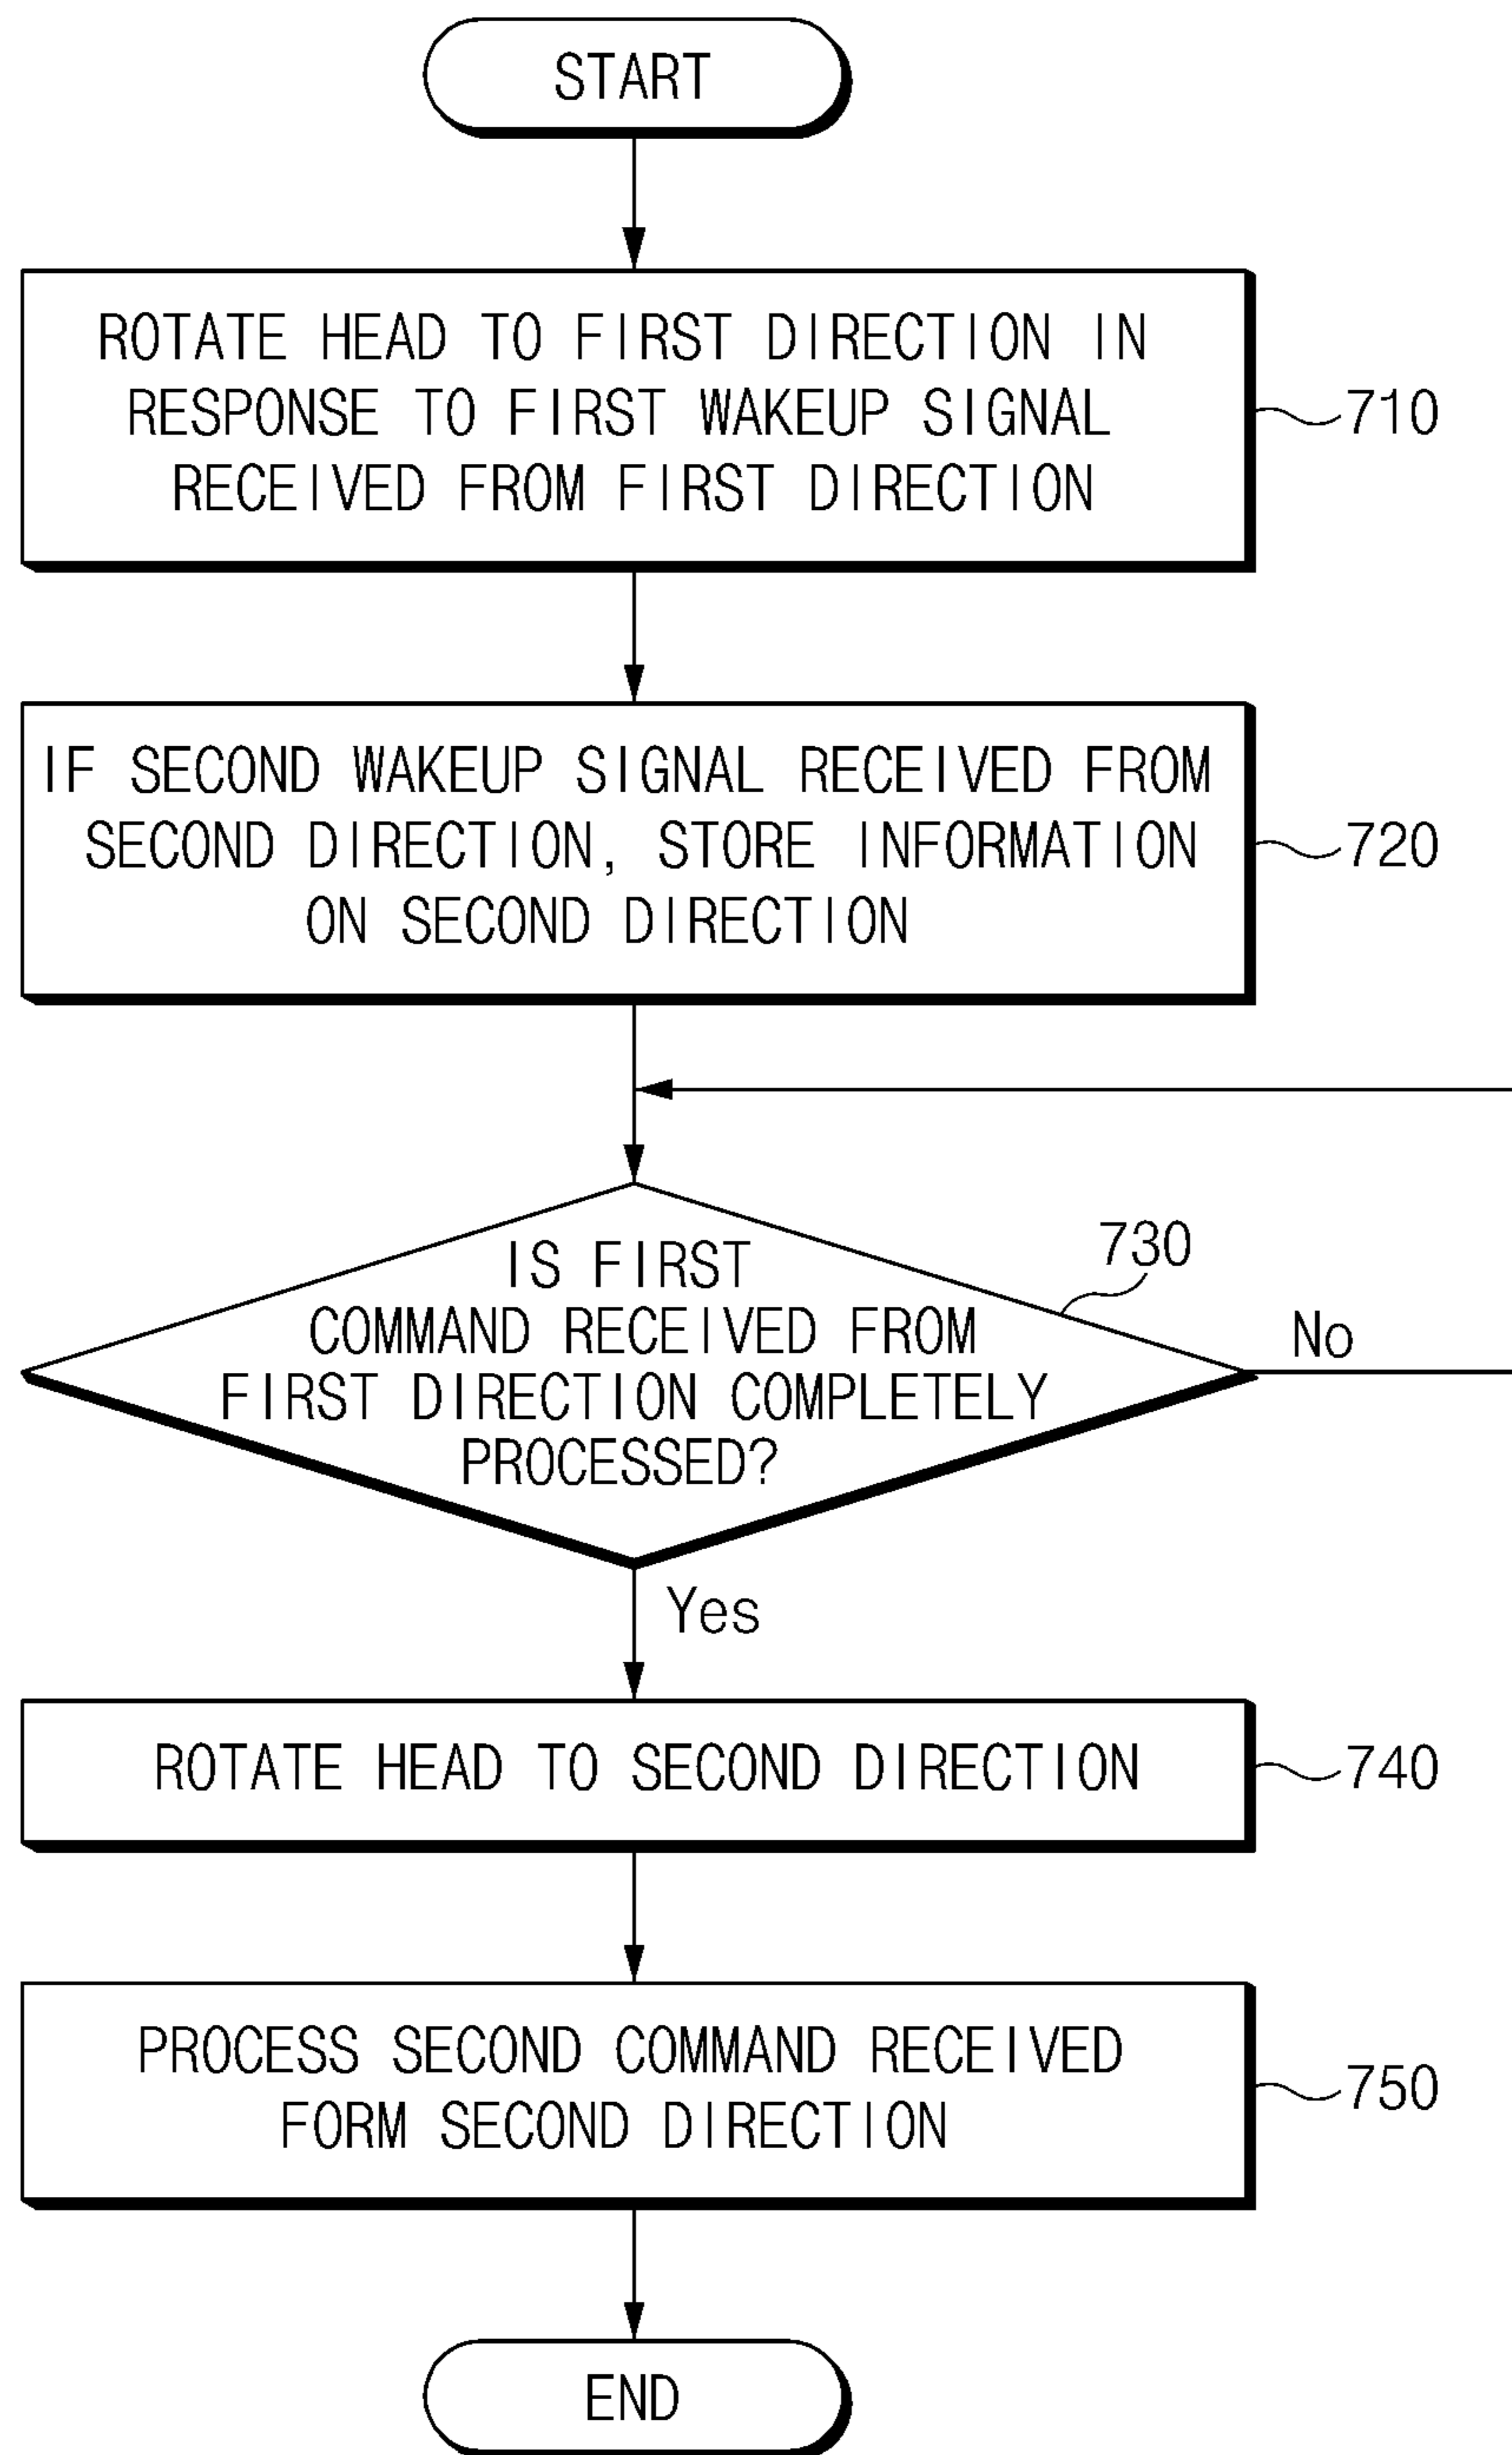 START
ROTATE HEAD TO FIRST DIRECTION IN
RESPONSE TO FIRST WAKEUP SIGNAL
RECEIVED FROM FIRST DIRECTION
710
IF SECOND WAKEUP SIGNAL RECEIVED FROM
SECOND DIRECTION, STORE INFORMATION
ON SECOND DIRECTION
720
730
IS FIRST
COMMAND RECEIVED FROM
FIRST DIRECTION COMPLETELY
PROCESSED?
No
Yes
ROTATE HEAD TO SECOND DIRECTION
740
PROCESS SECOND COMMAND RECEIVED
FORM SECOND DIRECTION
750
END